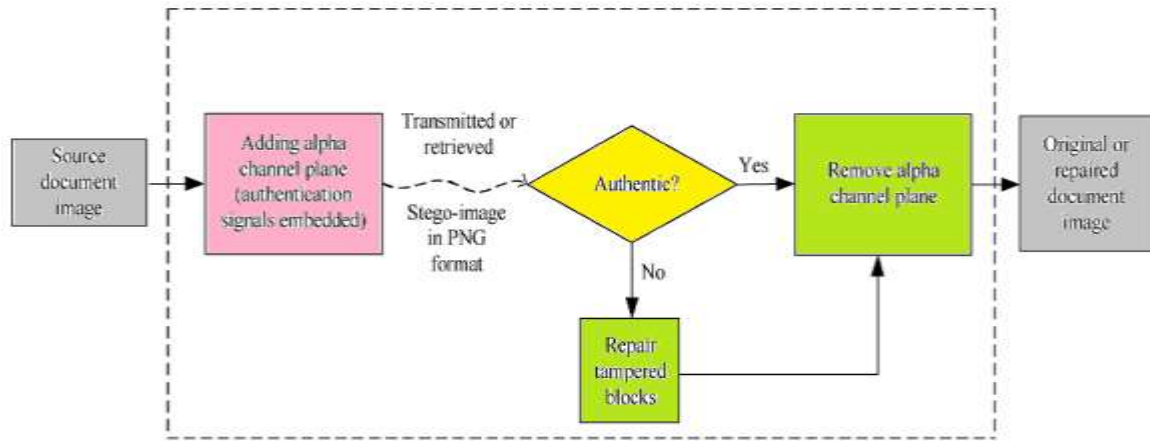 Source
document
image
Adding alpha
channel plane
(authentication
signals embedded)
Transmitted or
retrieved
Stego-image
in PNG
format
Authentic?
Yes
No
Repair
tampered
blocks
Remove alpha
channel plane
Original or
repaired
document
image